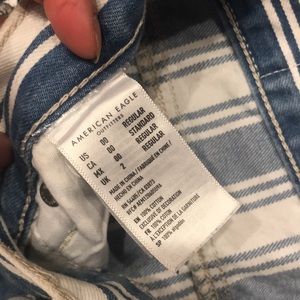 AMERICAN EAGLE
OUTFITTERS
US 00 REGULAR
CA 00 STANDARD
MX 00 REGULAR
UK 2 REGULAR
MADE IN CHINA / FABRIQUÉ EN CHINE /
HECHO EN CHINA
EN 100% COTTON
EXCLUSIVE OF DECORATION
FR 100% COTON
À L'EXCEPTION DE LA GARNITURE
SP 100% algodón